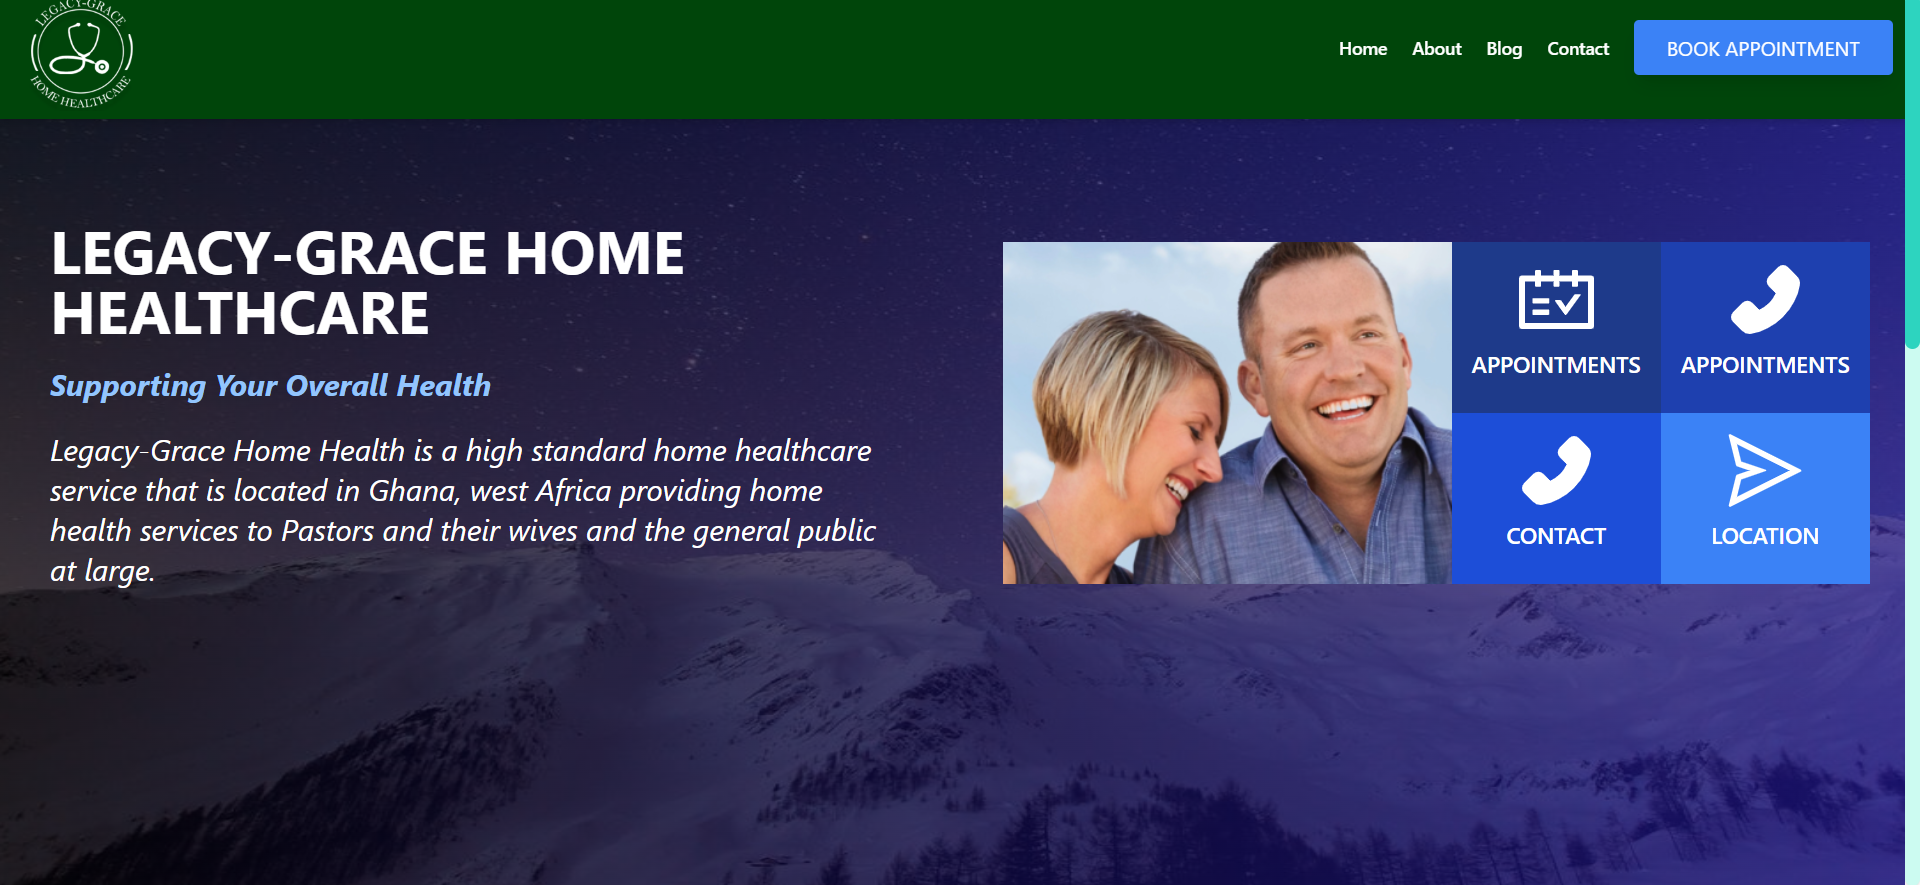 LEGACY-GRACE
HOME HEALTHCARE
Home About Blog Contact BOOK APPOINTMENT
LEGACY-GRACE HOME
HEALTHCARE
Supporting Your Overall Health
Legacy-Grace Home Health is a high standard home healthcare
service that is located in Ghana, west Africa providing home
health services to Pastors and their wives and the general public
at large.
APPOINTMENTS APPOINTMENTS
CONTACT LOCATION